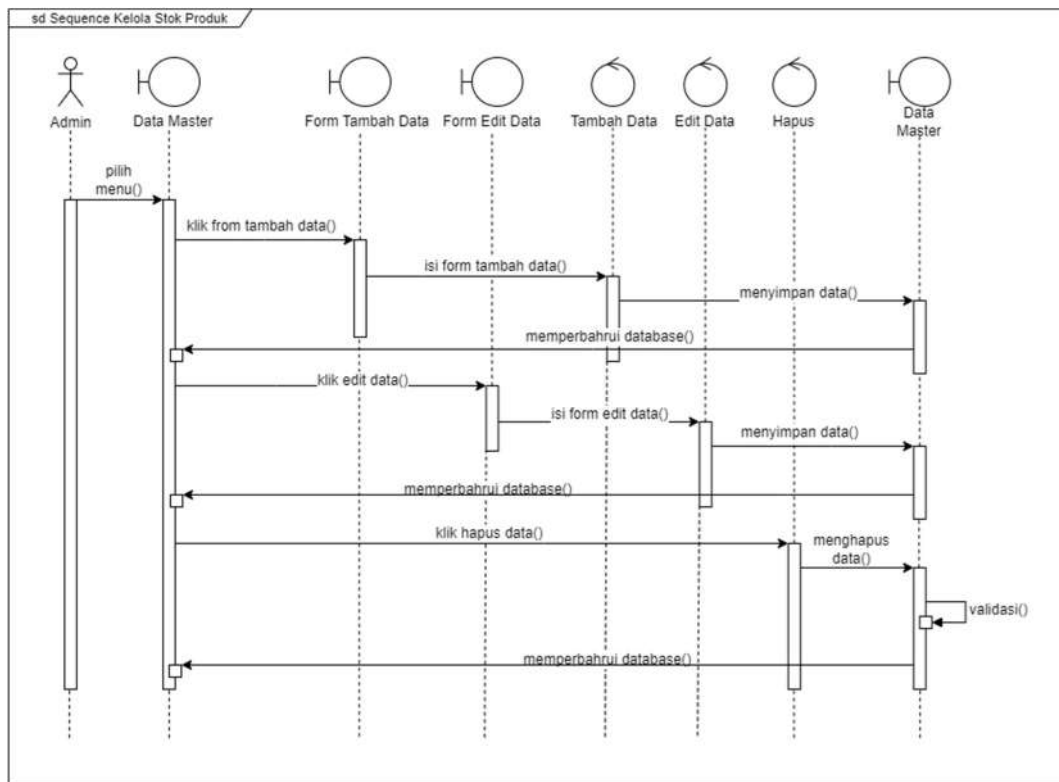 sd Sequence Kelola Stok Produk
Admin
Data Master
Form Tambah Data
Form Edit Data
Tambah Data
Edit Data
Hapus
Data
Master
pilih
menu()
klik from tambah data()
isi form tambah data()
menyimpan data()
memperbahrui database()
klik edit data()
isi form edit data()
menyimpan data()
memperbahrui database()
klik hapus data()
menghapus
data()
validasi()
memperbahrui database()